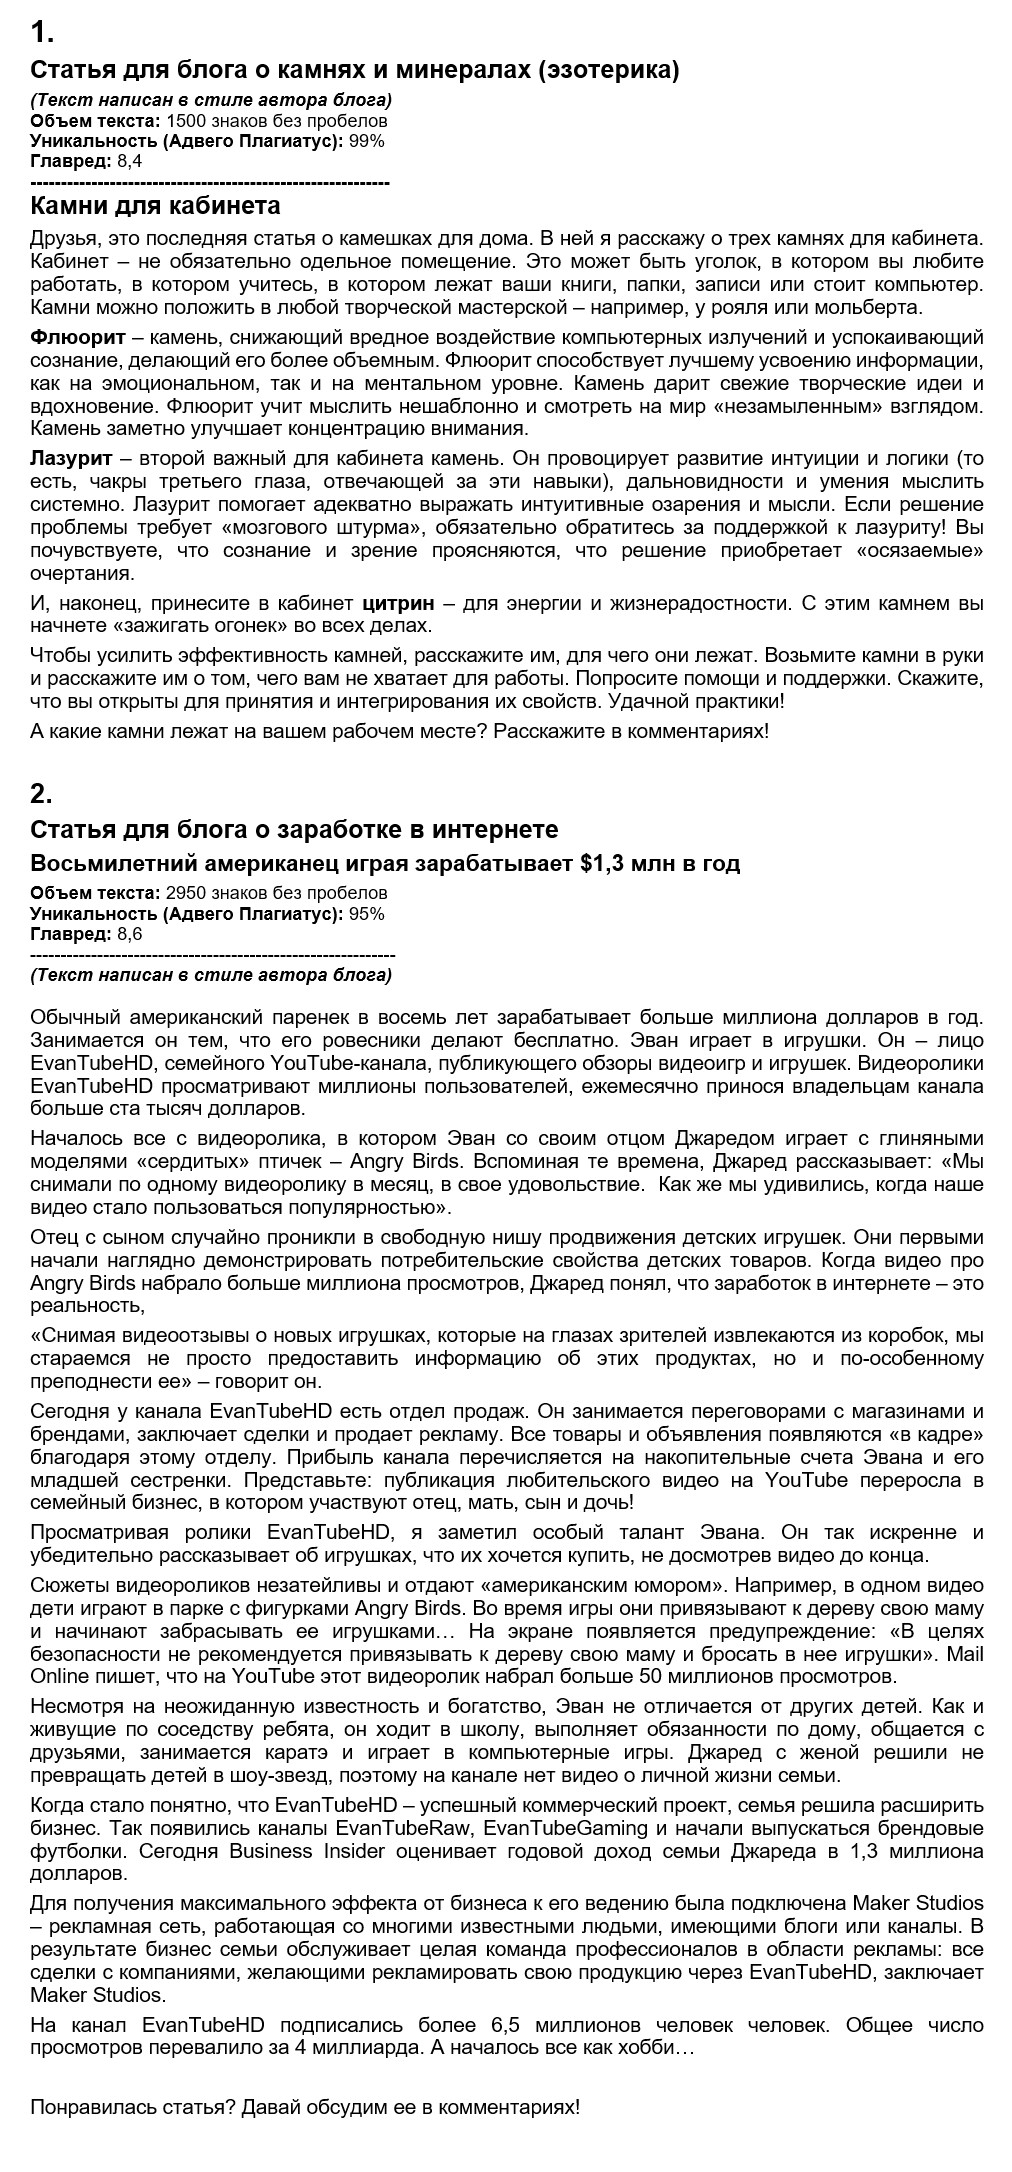 1.
Статья для блога о камнях и минералах (эзотерика)
(Текст написан в стиле автора блога)
Объем текста: 1500 знаков без пробелов
Уникальность (Адвего Плагиатус): 99%
Главред: 8,4
-----------------------------------------------------------
Камни для кабинета
Друзья, это последняя статья о камешках для дома. В ней я расскажу о трех камнях для кабинета.
Кабинет – не обязательно одельное помещение. Это может быть уголок, в котором вы любите
работать, в котором учитесь, в котором лежат ваши книги, папки, записи или стоит компьютер.
Камни можно положить в любой творческой мастерской – например, у рояля или мольберта.
Флюорит – камень, снижающий вредное воздействие компьютерных излучений и успокаивающий
сознание, делающий его более объемным. Флюорит способствует лучшему усвоению информации,
как на эмоциональном, так и на ментальном уровне. Камень дарит свежие творческие идеи и
вдохновение. Флюорит учит мыслить нешаблонно и смотреть на мир «незамыленным» взглядом.
Камень заметно улучшает концентрацию внимания.
Лазурит – второй важный для кабинета камень. Он провоцирует развитие интуиции и логики (то
есть, чакры третьего глаза, отвечающей за эти навыки), дальновидности и умения мыслить
системно. Лазурит помогает адекватно выражать интуитивные озарения и мысли. Если решение
проблемы требует «мозгового штурма», обязательно обратитесь за поддержкой к лазуриту! Вы
почувствуете, что сознание и зрение проясняются, что решение приобретает «осязаемые»
очертания.
И, наконец, принесите в кабинет цитрин – для энергии и жизнерадостности. С этим камнем вы
начнете «зажигать огонек» во всех делах.
Чтобы усилить эффективность камней, расскажите им, для чего они лежат. Возьмите камни в руки
и расскажите им о том, чего вам не хватает для работы. Попросите помощи и поддержки. Скажите,
что вы открыты для принятия и интегрирования их свойств. Удачной практики!
А какие камни лежат на вашем рабочем месте? Расскажите в комментариях!
2.
Статья для блога о заработке в интернете
Восьмилетний американец играя зарабатывает $1,3 млн в год
Объем текста: 2950 знаков без пробелов
Уникальность (Адвего Плагиатус): 95%
Главред: 8,6
------------------------------------------------------------
(Текст написан в стиле автора блога)
Обычный американский паренек в восемь лет зарабатывает больше миллиона долларов в год.
Занимается он тем, что его ровесники делают бесплатно. Эван играет в игрушки. Он – лицо
EvanTubeHD, семейного YouTube-канала, публикующего обзоры видеоигр и игрушек. Видеоролики
EvanTubeHD просматривают миллионы пользователей, ежемесячно принося владельцам канала
больше ста тысяч долларов.
Началось все с видеоролика, в котором Эван со своим отцом Джаредом играет с глиняными
моделями «сердитых» птичек – Angry Birds. Вспоминая те времена, Джаред рассказывает: «Мы
снимали по одному видеоролику в месяц, в свое удовольствие.  Как же мы удивились, когда наше
видео стало пользоваться популярностью».
Отец с сыном случайно проникли в свободную нишу продвижения детских игрушек. Они первыми
начали наглядно демонстрировать потребительские свойства детских товаров. Когда видео про
Angry Birds набрало больше миллиона просмотров, Джаред понял, что заработок в интернете – это
реальность,
«Снимая видеоотзывы о новых игрушках, которые на глазах зрителей извлекаются из коробок, мы
стараемся не просто предоставить информацию об этих продуктах, но и по-особенному
преподнести ее» – говорит он.
Сегодня у канала EvanTubeHD есть отдел продаж. Он занимается переговорами с магазинами и
брендами, заключает сделки и продает рекламу. Все товары и объявления появляются «в кадре»
благодаря этому отделу. Прибыль канала перечисляется на накопительные счета Эвана и его
младшей сестренки. Представьте: публикация любительского видео на YouTube переросла в
семейный бизнес, в котором участвуют отец, мать, сын и дочь!
Просматривая ролики EvanTubeHD, я заметил особый талант Эвана. Он так искренне и
убедительно рассказывает об игрушках, что их хочется купить, не досмотрев видео до конца.
Сюжеты видеороликов незатейливы и отдают «американским юмором». Например, в одном видео
дети играют в парке с фигурками Angry Birds. Во время игры они привязывают к дереву свою маму
и начинают забрасывать ее игрушками… На экране появляется предупреждение: «В целях
безопасности не рекомендуется привязывать к дереву свою маму и бросать в нее игрушки». Mail
Online пишет, что на YouTube этот видеоролик набрал больше 50 миллионов просмотров.
Несмотря на неожиданную известность и богатство, Эван не отличается от других детей. Как и
живущие по соседству ребята, он ходит в школу, выполняет обязанности по дому, общается с
друзьями, занимается каратэ и играет в компьютерные игры. Джаред с женой решили не
превращать детей в шоу-звезд, поэтому на канале нет видео о личной жизни семьи.
Когда стало понятно, что EvanTubeHD – успешный коммерческий проект, семья решила расширить
бизнес. Так появились каналы EvanTubeRaw, EvanTubeGaming и начали выпускаться брендовые
футболки. Сегодня Business Insider оценивает годовой доход семьи Джареда в 1,3 миллиона
долларов.
Для получения максимального эффекта от бизнеса к его ведению была подключена Maker Studios
– рекламная сеть, работающая со многими известными людьми, имеющими блоги или каналы. В
результате бизнес семьи обслуживает целая команда профессионалов в области рекламы: все
сделки с компаниями, желающими рекламировать свою продукцию через EvanTubeHD, заключает
Maker Studios.
На канал EvanTubeHD подписались более 6,5 миллионов человек человек. Общее число
просмотров перевалило за 4 миллиарда. А началось все как хобби…
Понравилась статья? Давай обсудим ее в комментариях!